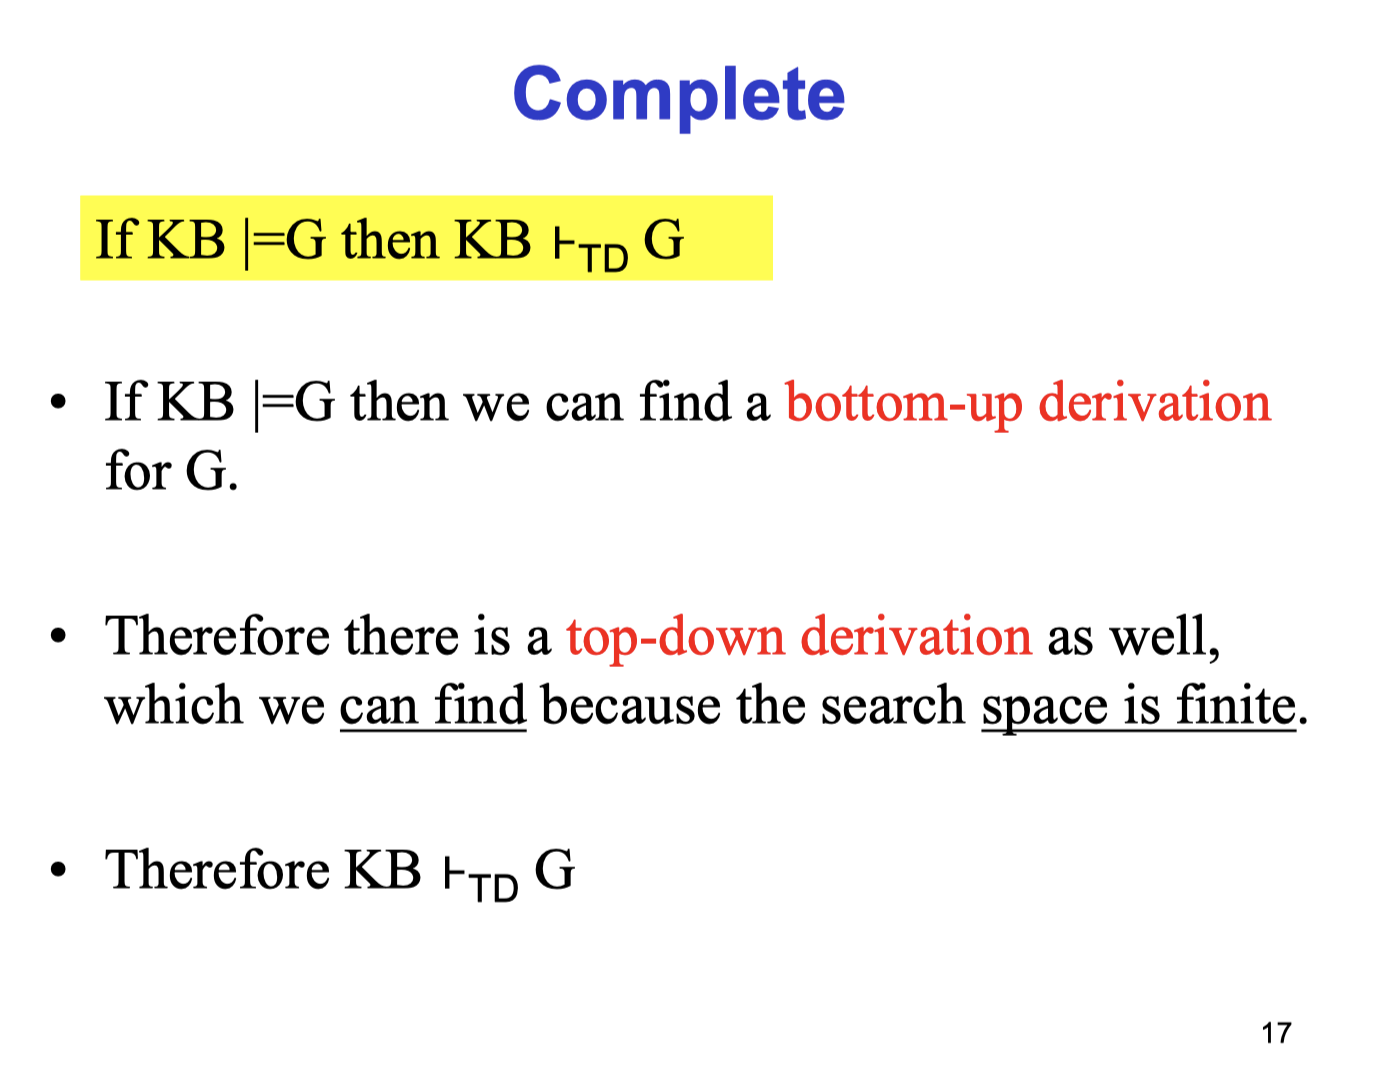 Complete
If KB |=G then KB ⊢TD G
• If KB |=G then we can find a bottom-up derivation
for G.
• Therefore there is a top-down derivation as well,
which we can find because the search space is finite.
• Therefore KB ⊢TD G
17